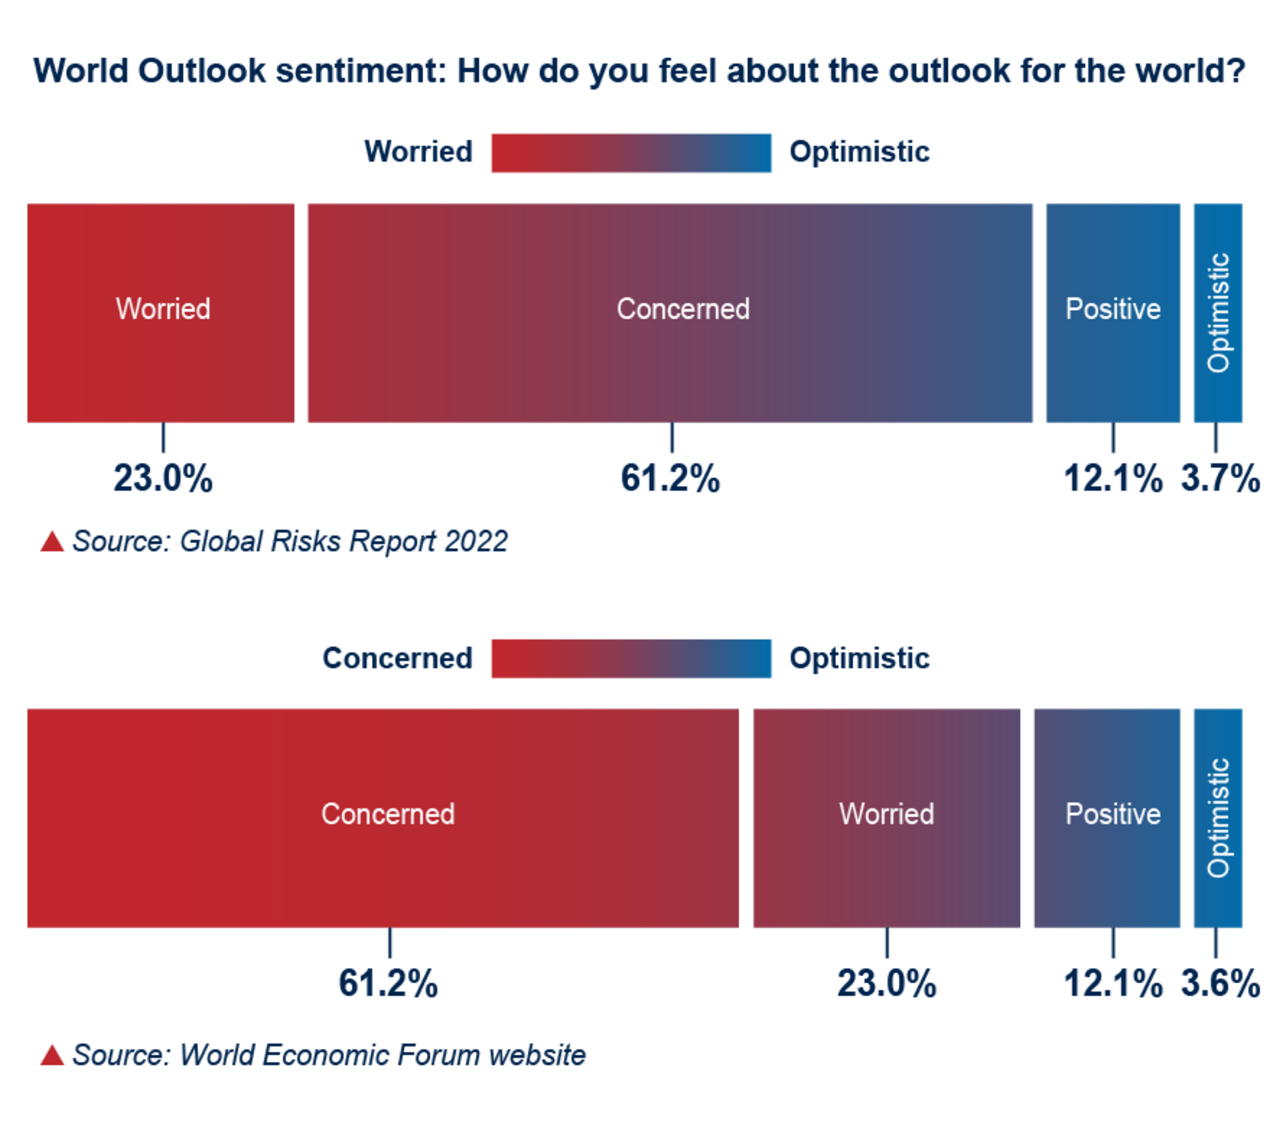 World Outlook sentiment: How do you feel about the outlook for the world?
Worried Optimistic
Worried Concerned Positive Optimistic
23.0% 61.2% 12.1% 3.7%
Source: Global Risks Report 2022
Concerned Optimistic
Concerned Worried Positive Optimistic
61.2% 23.0% 12.1% 3.6%
Source: World Economic Forum website